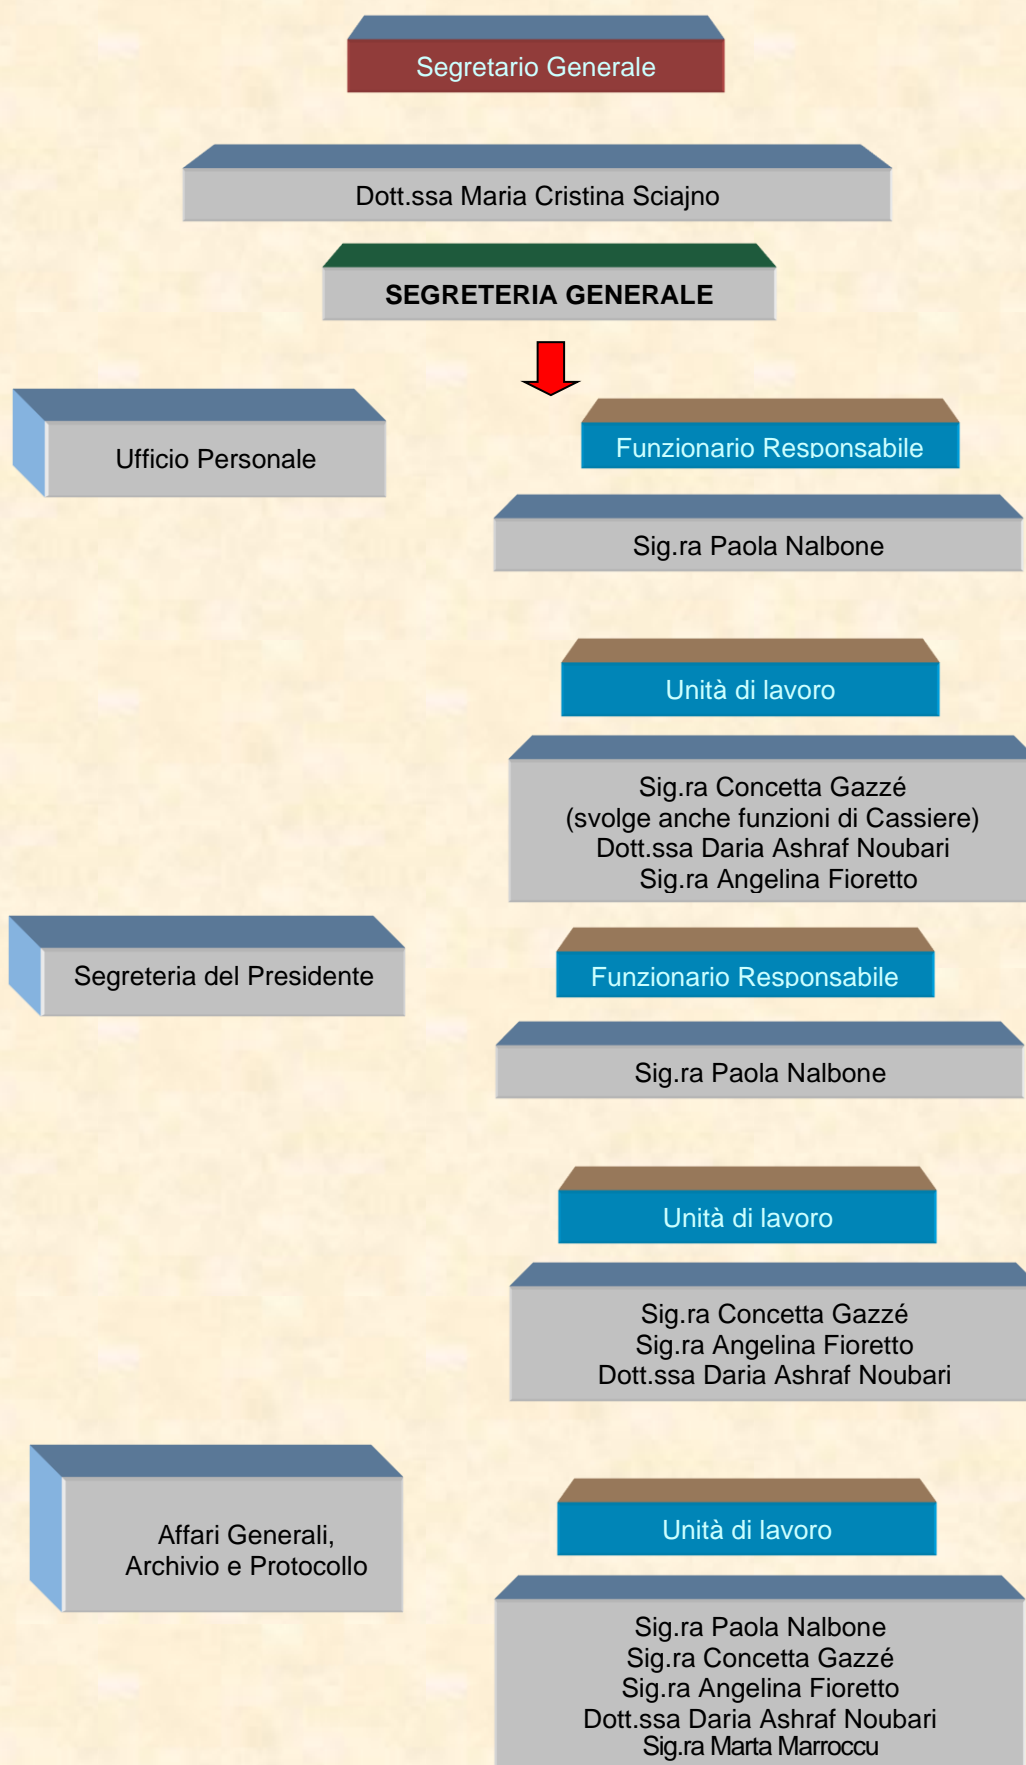 Segretario Generale
Dott.ssa Maria Cristina Sciajno
SEGRETERIA GENERALE
Ufficio Personale
Funzionario Responsabile
Sig.ra Paola Nalbone
Unità di lavoro
Sig.ra Concetta Gazzé
(svolge anche funzioni di Cassiere)
Dott.ssa Daria Ashraf Noubari
Sig.ra Angelina Fioretto
Segreteria del Presidente
Funzionario Responsabile
Sig.ra Paola Nalbone
Unità di lavoro
Sig.ra Concetta Gazzé
Sig.ra Angelina Fioretto
Dott.ssa Daria Ashraf Noubari
Affari Generali,
Archivio e Protocollo
Unità di lavoro
Sig.ra Paola Nalbone
Sig.ra Concetta Gazzé
Sig.ra Angelina Fioretto
Dott.ssa Daria Ashraf Noubari
Sig.ra Marta Marroccu